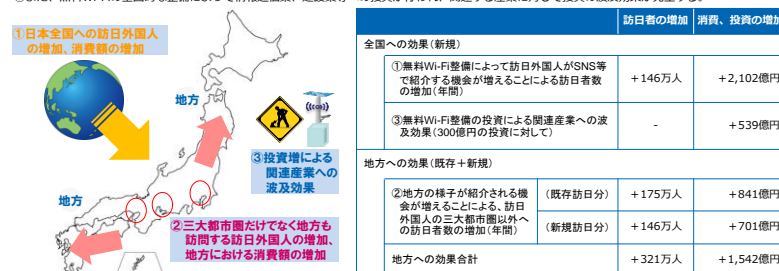 ①日本全国への訪日外国人
の増加、消費額の増加
地方
③投資増による
関連産業への
波及効果
地方
②三大都市圏だけでなく地方も
訪問する訪日外国人の増加、
地方における消費額の増加
訪日者の増加 消費、投資の増加
全国への効果(新規)
①無料Wi-Fi整備によって訪日外国人がSNS等
で紹介する機会が増えることによる訪日者数
の増加(年間)
+146万人 +2,102億円
③無料Wi-Fi整備の投資による関連産業への波
及効果(300億円の投資に対して)
- +539億円
地方への効果(既存+新規)
②地方の様子が紹介される機
会が増えることによる、訪日
外国人の三大都市圏以外へ
の訪日者数の増加(年間)
(既存訪日分) +175万人 +841億円
(新規訪日分) +146万人 +701億円
地方への効果合計 +321万人 +1,542億円